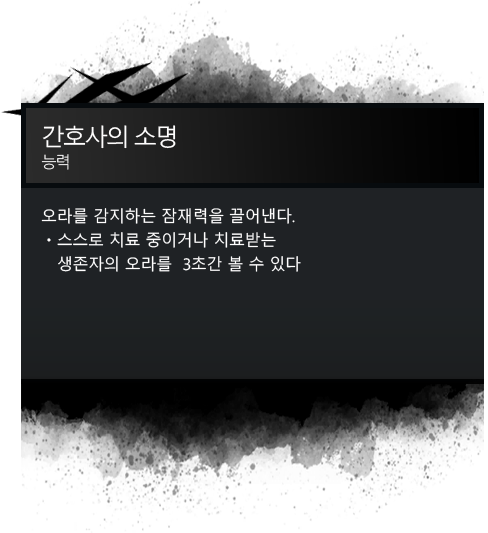 간호사의 소명
능력
오라를 감지하는 잠재력을 끌어낸다.
• 스스로 치료 중이거나 치료받는
생존자의 오라를 3초간 볼 수 있다